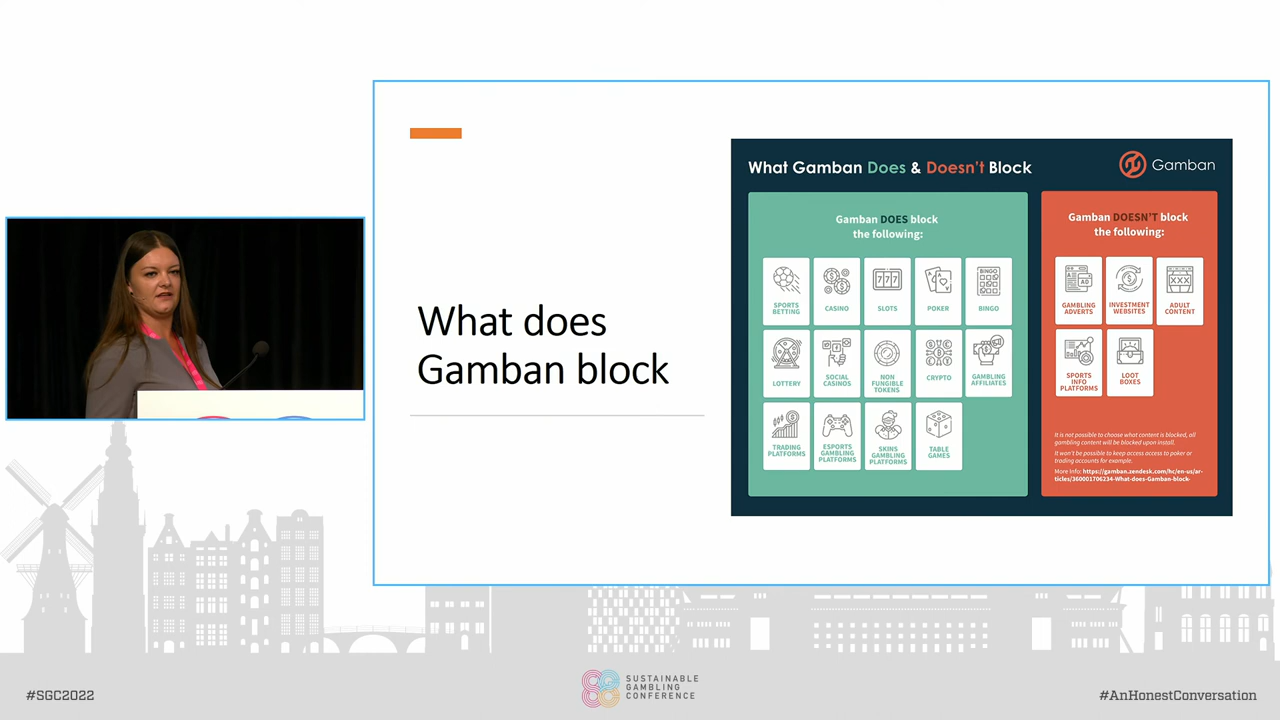 What does
Gamban block
What Gamban Does & Doesn't Block
Gamban
Gamban DOES block
the following:
SPORTS
BETTING
CASINO
SLOTS
POKER
BINGO
LOTTERY
SOCIAL
CASINOS
NON
FUNGIBLE
TOKENS
CRYPTO
GAMBLING
AFFILIATES
TRADING
PLATFORMS
ESPORTS
GAMBLING
PLATFORMS
SKINS
GAMBLING
PLATFORMS
TABLE
GAMES
Gamban DOESN'T block
the following:
GAMBLING
ADVERTS
INVESTMENT
WEBSITES
ADULT
CONTENT
SPORTS
INFO
PLATFORMS
LOOT
BOXES
It is not possible to choose what content is blocked, all
gambling content will be blocked upon install.
It won't be possible to keep access access to poker or
trading accounts for example.
More Info: https://gamban.zendesk.com/hc/en-us/ar-
ticles/360001706234-What-does-Gamban-block-
#SGC2022
SUSTAINABLE
GAMBLING
CONFERENCE
#AnHonestConversation